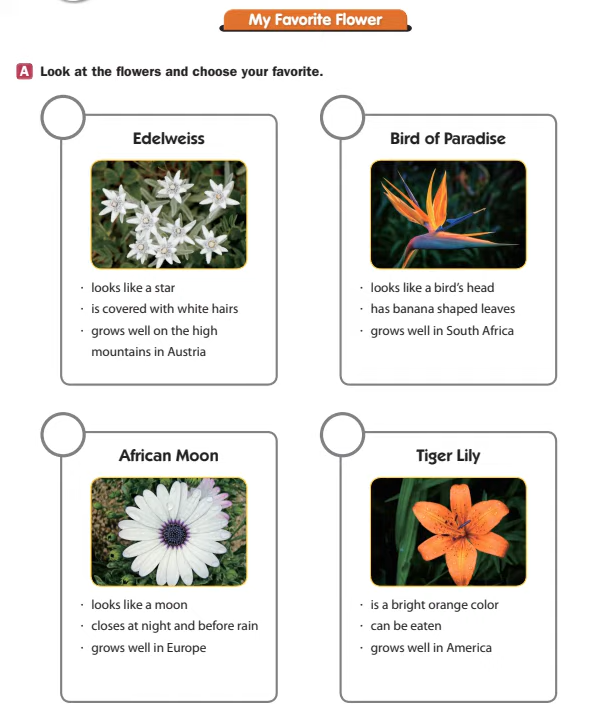 My Favorite Flower
A Look at the flowers and choose your favorite.
Edelweiss
· looks like a star
· is covered with white hairs
· grows well on the high
mountains in Austria
Bird of Paradise
· looks like a bird's head
· has banana shaped leaves
· grows well in South Africa
African Moon
· looks like a moon
· closes at night and before rain
· grows well in Europe
Tiger Lily
· is a bright orange color
· can be eaten
· grows well in America